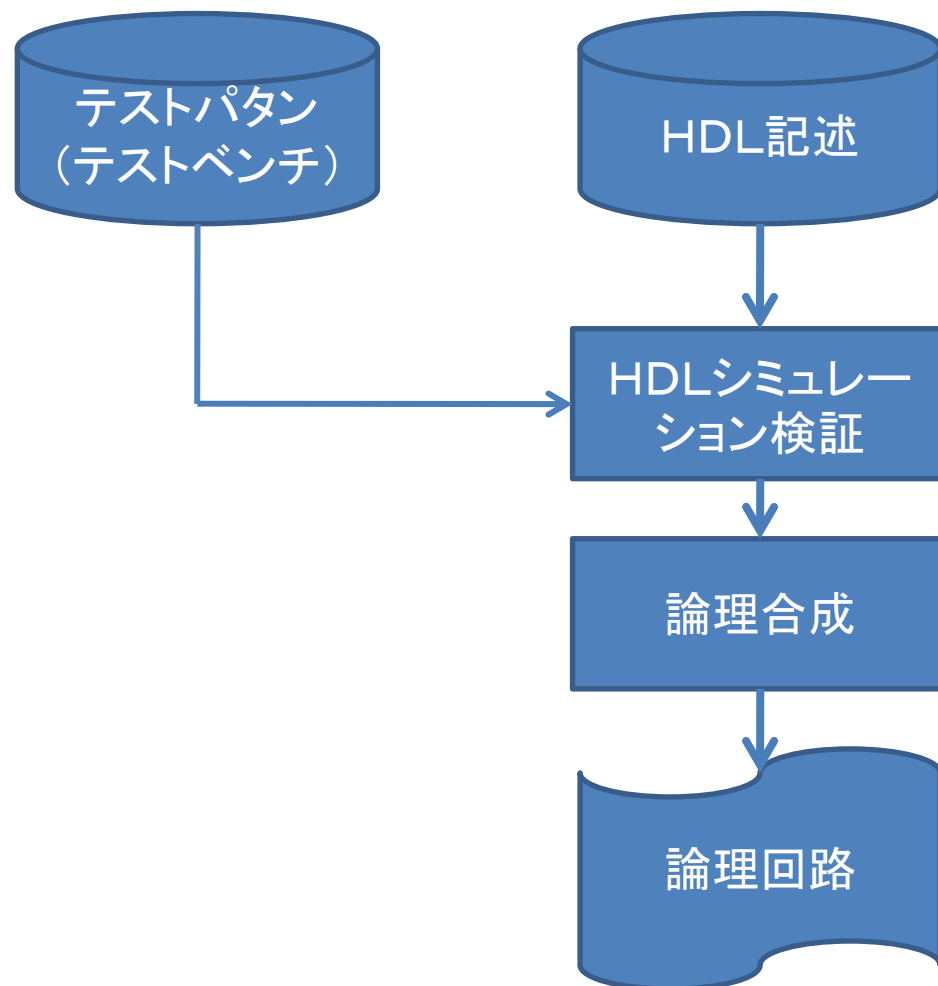 テストパタン
（テストベンチ）
ＨＤＬ記述
ＨＤＬシミュレー
ション検証
論理合成
論理回路